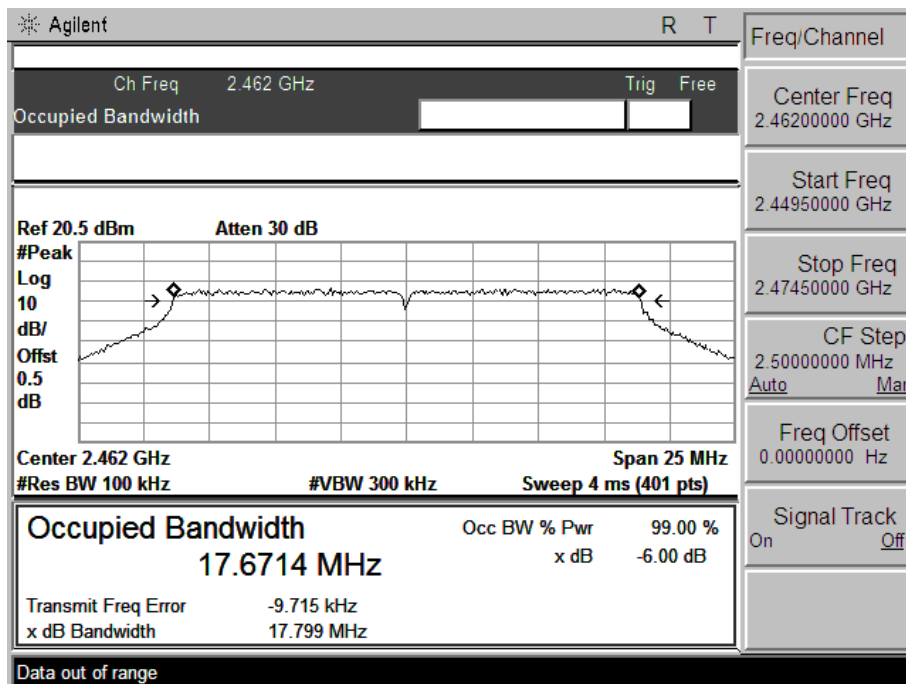 Agilent R T
Ch Freq 2.462 GHz Trig Free
Occupied Bandwidth
Ref 20.5 dBm Atten 30 dB
#Peak
Log
10
dB/
Offst
0.5
dB
Center 2.462 GHz Span 25 MHz
#Res BW 100 kHz #VBW 300 kHz Sweep 4 ms (401 pts)
Occupied Bandwidth
17.6714 MHz
Occ BW % Pwr 99.00 %
x dB -6.00 dB
Transmit Freq Error -9.715 kHz
x dB Bandwidth 17.799 MHz
Data out of range
Freq/Channel
Center Freq
2.46200000 GHz
Start Freq
2.44950000 GHz
Stop Freq
2.47450000 GHz
CF Step
2.50000000 MHz
Auto Mar
Freq Offset
0.00000000 Hz
Signal Track
On Off